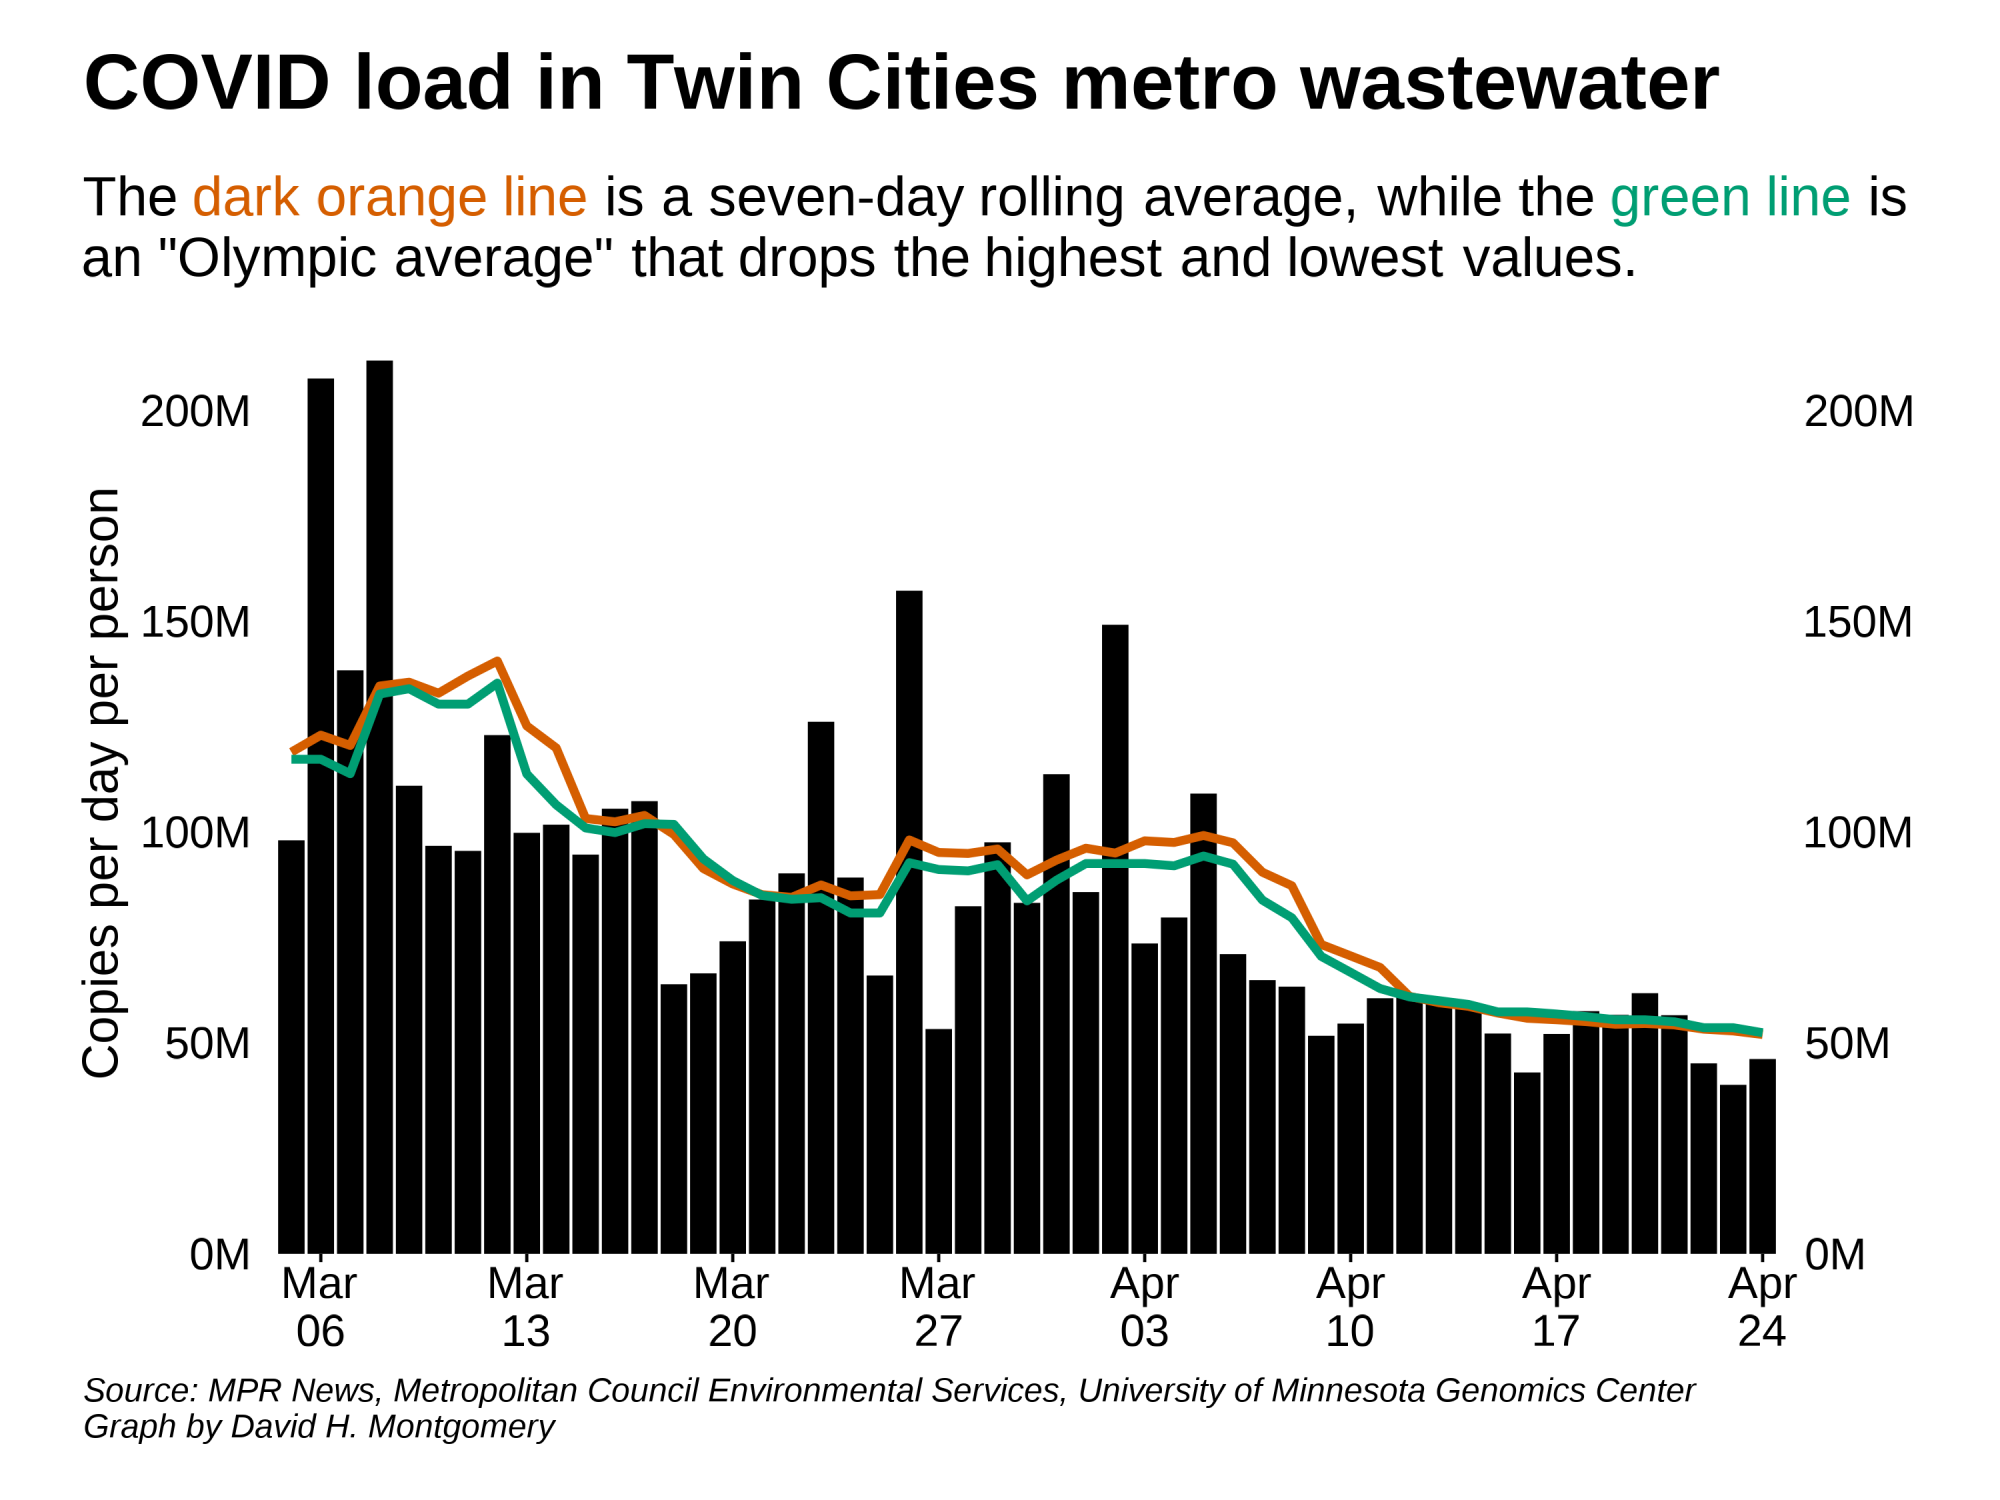 COVID load in Twin Cities metro wastewater
The dark orange line is a seven-day rolling average, while the green line is
an "Olympic average" that drops the highest and lowest values.
Copies per day per person
200M
150M
100M
50M
0M
200M
150M
100M
50M
0M
Mar
06
Mar
13
Mar
20
Mar
27
Apr
03
Apr
10
Apr
17
Apr
24
Source: MPR News, Metropolitan Council Environmental Services, University of Minnesota Genomics Center
Graph by David H. Montgomery